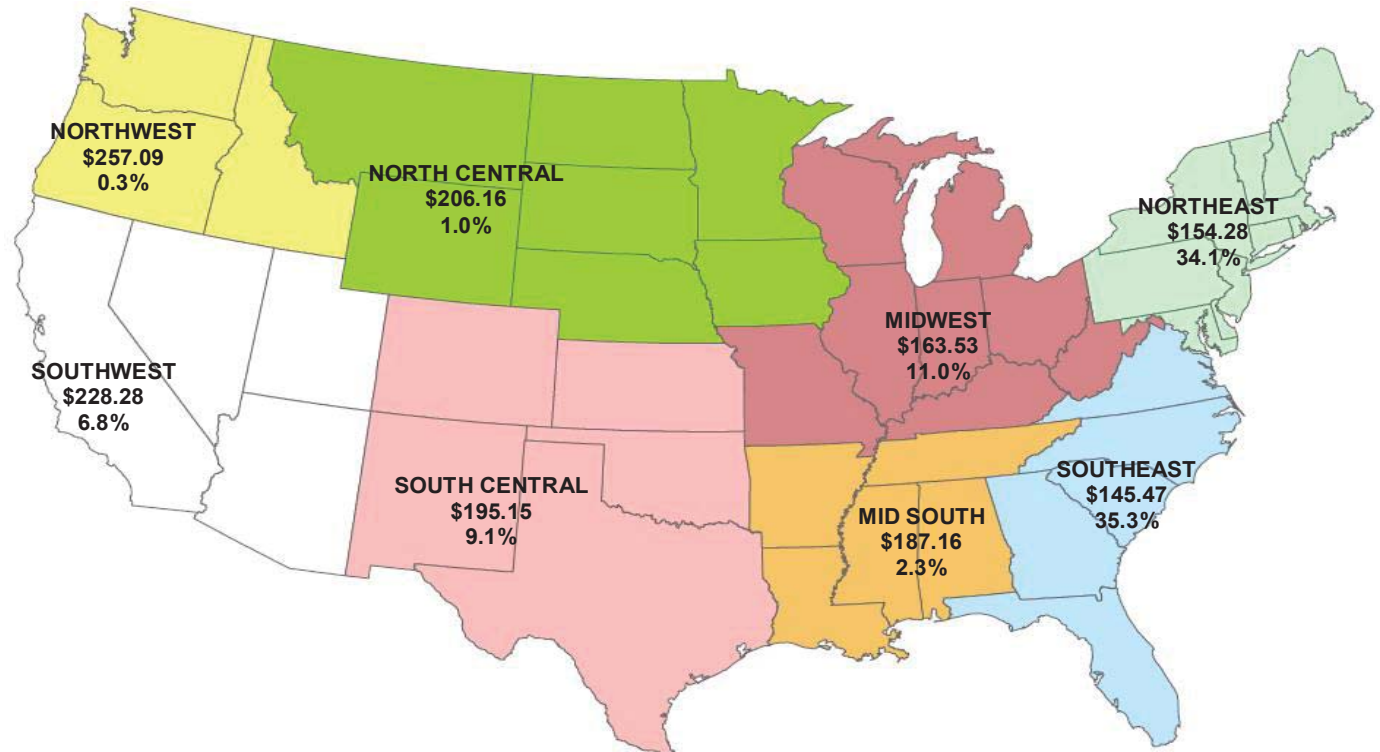 NORTHWEST
$257.09
0.3%
NORTH CENTRAL
$206.16
1.0%
NORTHEAST
$154.28
34.1%
MIDWEST
$163.53
11.0%
SOUTHWEST
$228.28
6.8%
SOUTH CENTRAL
$195.15
9.1%
MID SOUTH
$187.16
2.3%
SOUTHEAST
$145.47
35.3%